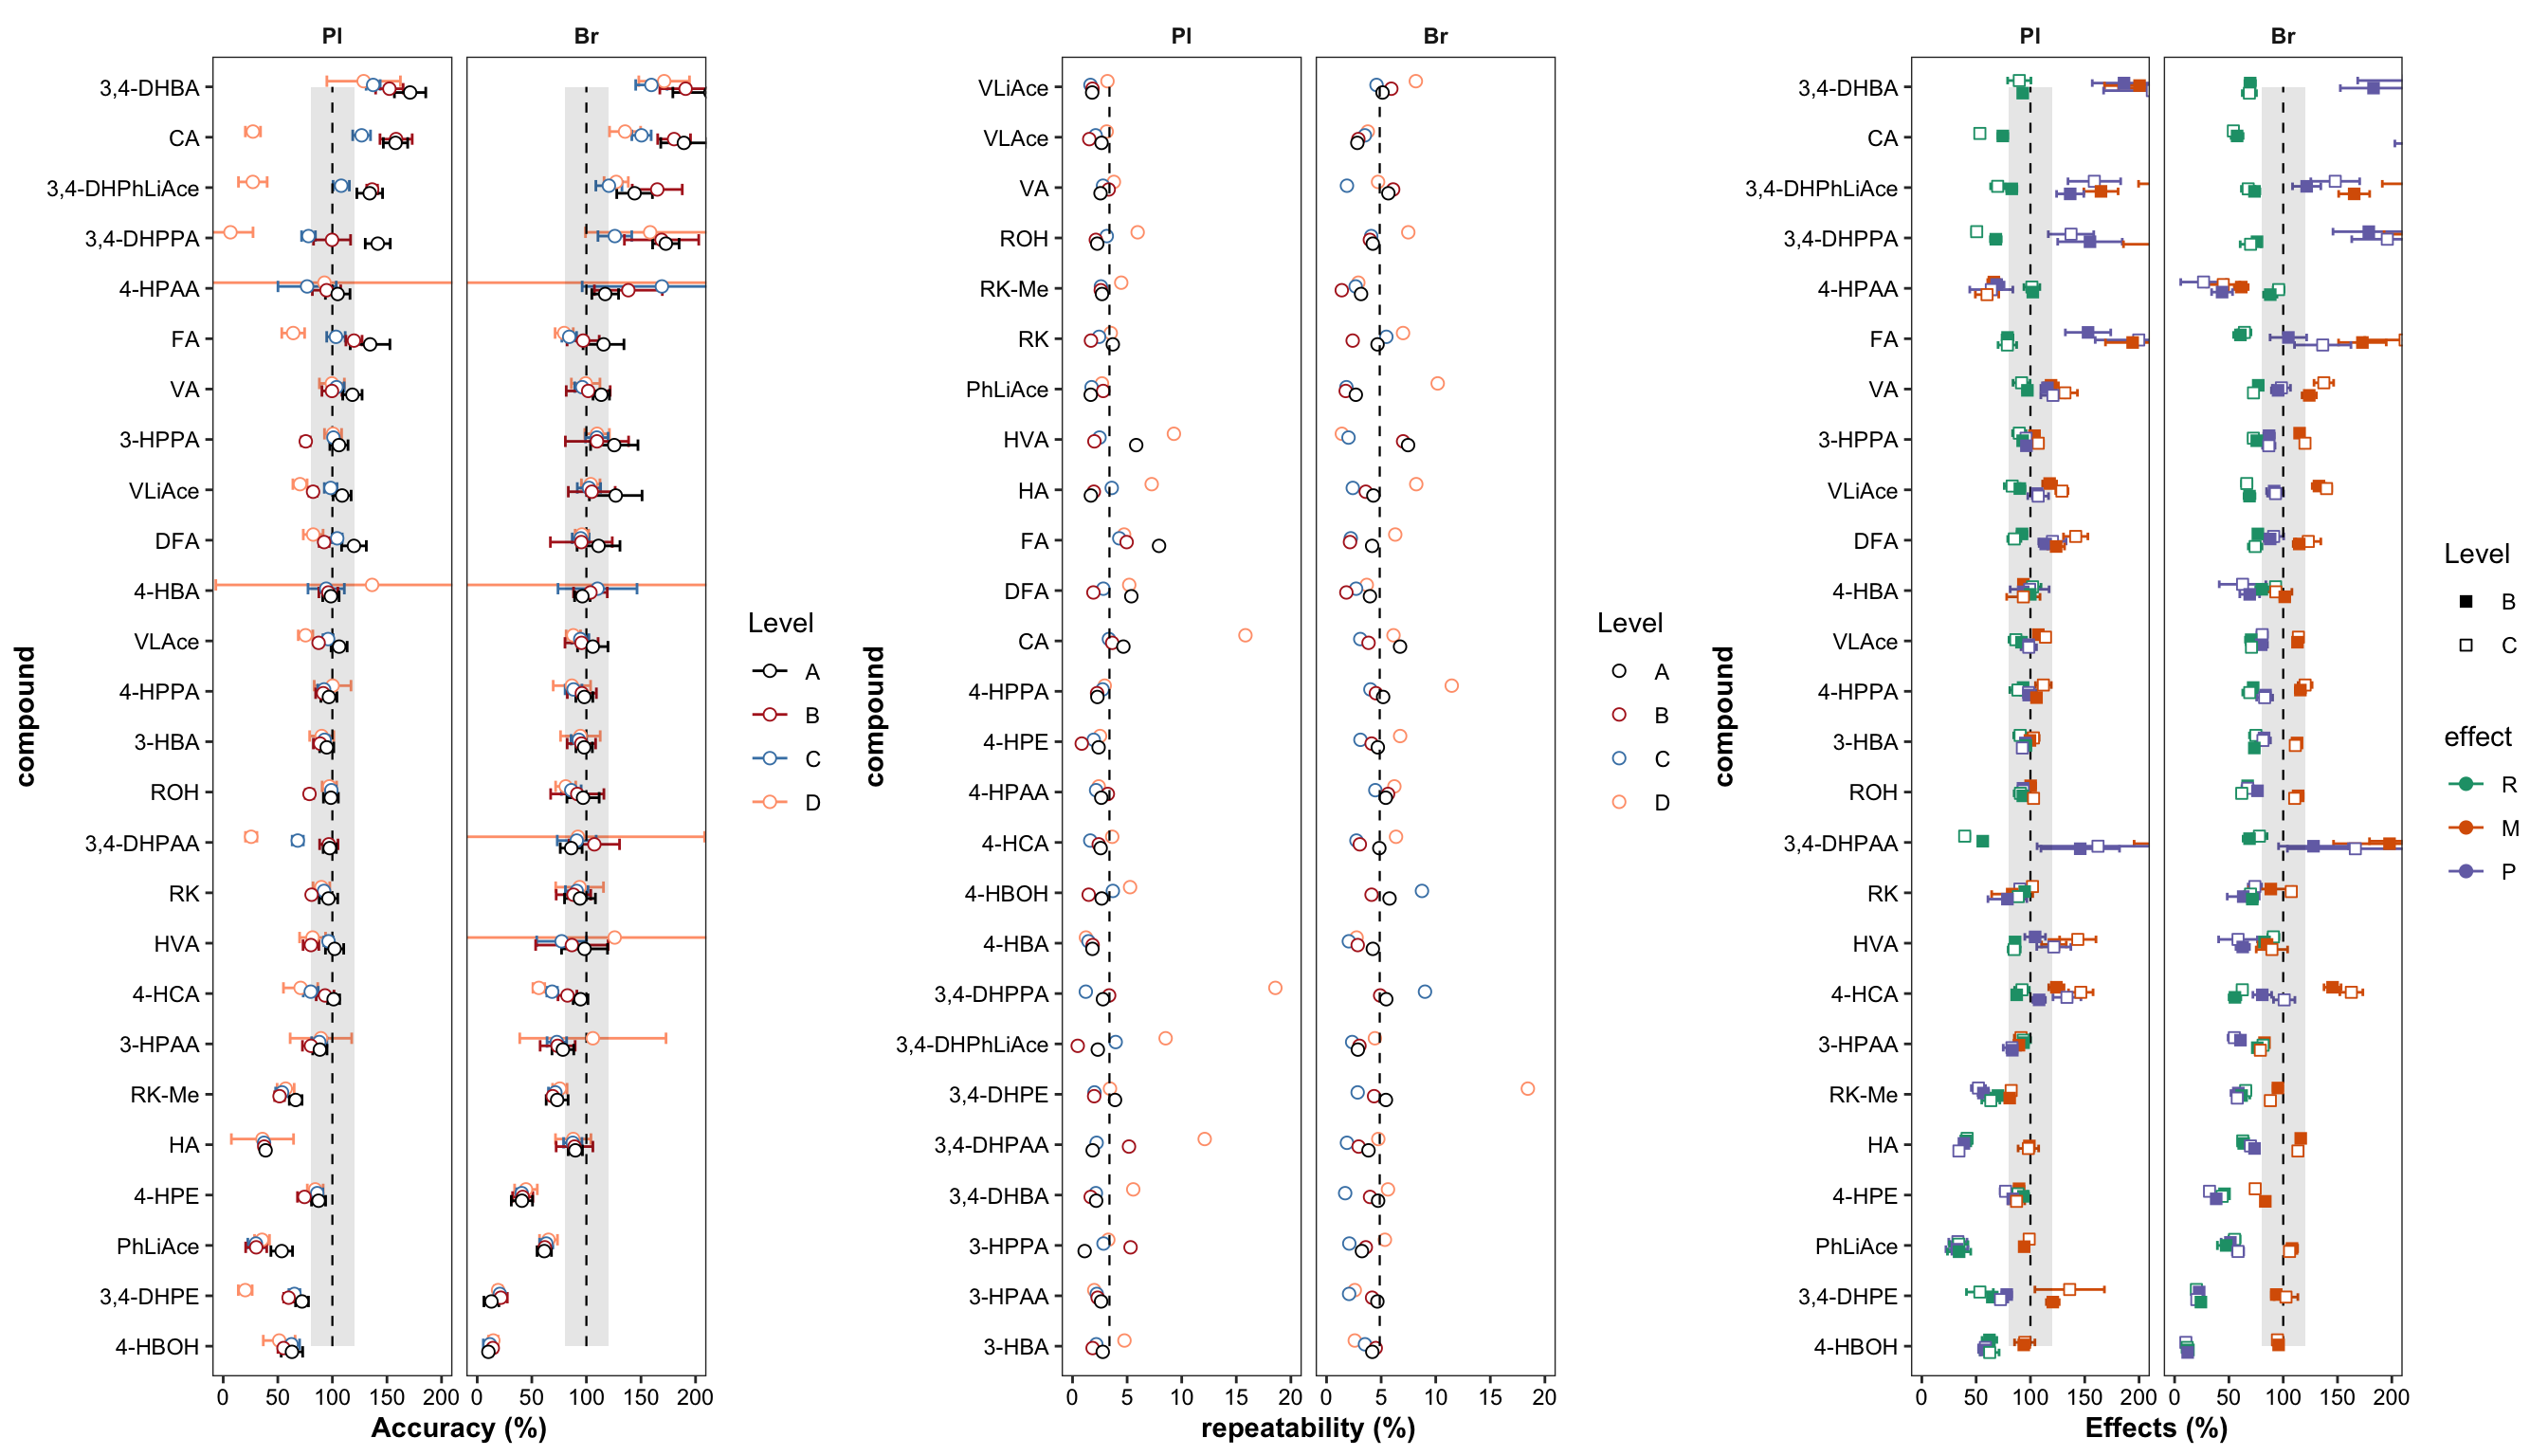 Pl Br
3,4-DHBA
CA
3,4-DHPhLiAce
3,4-DHPPA
4-HPAA
FA
VA
3-HPPA
VLiAce
DFA
4-HBA
VLAce
4-HPPA
3-HBA
ROH
3,4-DHPAA
RK
HVA
4-HCA
3-HPAA
RK-Me
HA
4-HPE
PhLiAce
3,4-DHPE
4-HBOH
0 50 100 150 200 0 50 100 150 200
Accuracy (%)
compound
Level
A
B
C
D
Pl Br
VLiAce
VLAce
VA
ROH
RK-Me
RK
PhLiAce
HVA
HA
FA
DFA
CA
4-HPPA
4-HPE
4-HPAA
4-HCA
4-HBOH
4-HBA
3,4-DHPPA
3,4-DHPhLiAce
3,4-DHPE
3,4-DHPAA
3,4-DHBA
3-HPPA
3-HPAA
3-HBA
0 5 10 15 20 0 5 10 15 20
repeatability (%)
compound
Level
A
B
C
D
Pl Br
3,4-DHBA
CA
3,4-DHPhLiAce
3,4-DHPPA
4-HPAA
FA
VA
3-HPPA
VLiAce
DFA
4-HBA
VLAce
4-HPPA
3-HBA
ROH
3,4-DHPAA
RK
HVA
4-HCA
3-HPAA
RK-Me
HA
4-HPE
PhLiAce
3,4-DHPE
4-HBOH
0 50 100 150 200 0 50 100 150 200
Effects (%)
compound
Level
B
C
effect
R
M
P